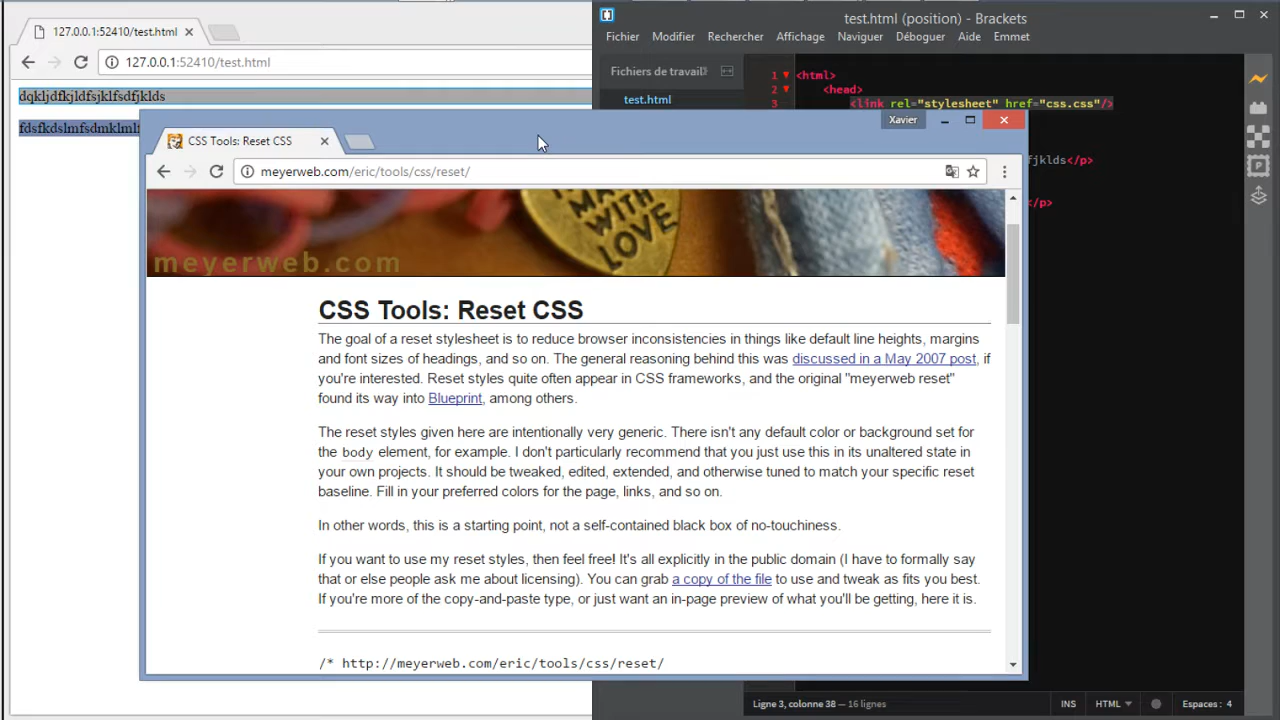 127.0.0.1:52410/test.html
127.0.0.1:52410/test.html
dqkljdfkjldfsjklfsdfjklds
test.html (position) - Brackets
Fichier Modifier Rechercher Affichage Naviguer Déboguer Aide Emmet
Fichiers de travail
test.html
1 <html>
2 <head>
3 <link rel="stylesheet" href="css.css"/>
fjklds</p>
</p>
Xavier
CSS Tools: Reset CSS
meyerweb.com/eric/tools/css/reset/
MADE
WITH
LOVE
meyerweb.com
CSS Tools: Reset CSS
The goal of a reset stylesheet is to reduce browser inconsistencies in things like default line heights, margins
and font sizes of headings, and so on. The general reasoning behind this was discussed in a May 2007 post, if
you're interested. Reset styles quite often appear in CSS frameworks, and the original "meyerweb reset"
found its way into Blueprint, among others.
The reset styles given here are intentionally very generic. There isn't any default color or background set for
the body element, for example. I don't particularly recommend that you just use this in its unaltered state in
your own projects. It should be tweaked, edited, extended, and otherwise tuned to match your specific reset
baseline. Fill in your preferred colors for the page, links, and so on.
In other words, this is a starting point, not a self-contained black box of no-touchiness.
If you want to use my reset styles, then feel free! It's all explicitly in the public domain (I have to formally say
that or else people ask me about licensing). You can grab a copy of the file to use and tweak as fits you best.
If you're more of the copy-and-paste type, or just want an in-page preview of what you'll be getting, here it is.
/* http://meyerweb.com/eric/tools/css/reset/
Ligne 3, colonne 38 — 16 lignes INS HTML Espaces : 4